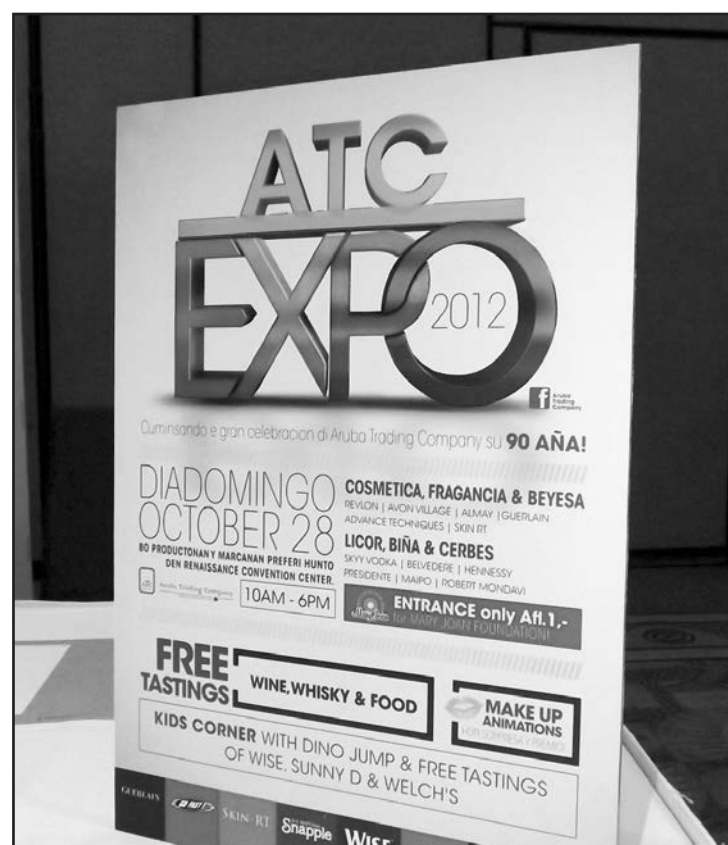 ATC
EXPO
2012
Aruba
Trading
Company
Cuminsando e gran celebracion di Aruba Trading Company su 90 AÑA!
DIADOMINGO
OCTOBER 28
BO PRODUCTONAN Y MARCANAN PREFERI HUNTO
DEN RENAISSANCE CONVENTION CENTER.
Aruba Trading Company
10AM - 6PM
COSMETICA, FRAGANCIA & BEYESA
REVLON | AVON VILLAGE | ALMAY | GUERLAIN
ADVANCE TECHNIQUES | SKIN RT
LICOR, BIÑA & CERBES
SKYY VODKA | BELVEDERE | HENNESSY
PRESIDENTE | MAIPO | ROBERT MONDAVI
ENTRANCE only Afl.1,-
for MARY JOAN FOUNDATION!
FREE
TASTINGS
WINE, WHISKY & FOOD
MAKE UP
ANIMATIONS
KIDS CORNER WITH DINO JUMP & FREE TASTINGS
OF WISE, SUNNY D & WELCH'S
GUERLAIN
SKIN-RT
Snapple
WISE